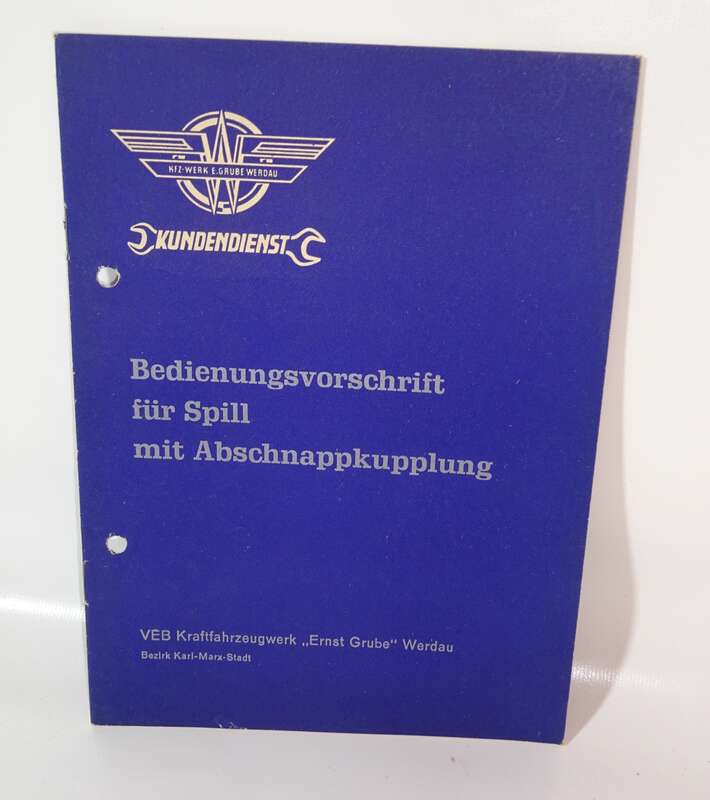 KFZ-WERK E.GRUBE WERDAU
KUNDENDIENST
Bedienungsvorschrift
für Spill
mit Abschnappkupplung
VEB Kraftfahrzeugwerk „Ernst Grube“ Werdau
Bezirk Karl-Marx-Stadt